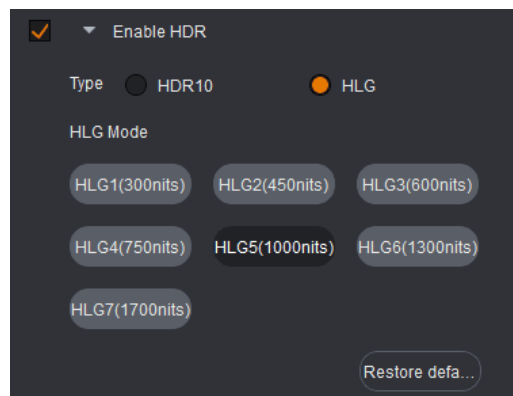 Enable HDR
Type HDR10 HLG
HLG Mode
HLG1(300nits) HLG2(450nits) HLG3(600nits)
HLG4(750nits) HLG5(1000nits) HLG6(1300nits)
HLG7(1700nits)
Restore defa...